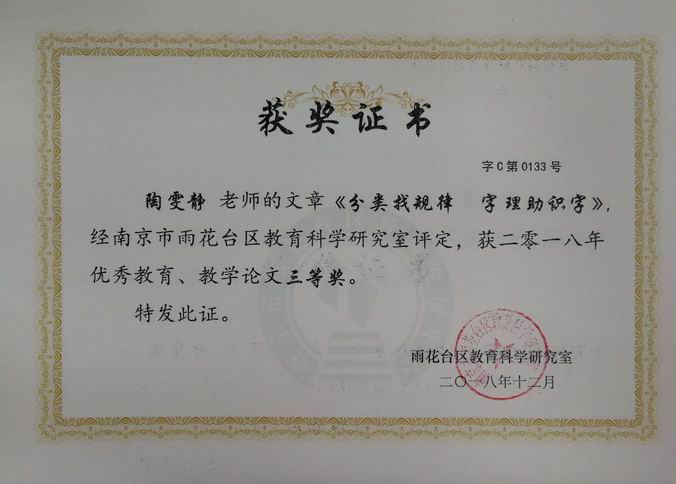 获奖证书
字C第0133号
陶雯静 老师的文章《分类找规律 字理助识字》，
经南京市雨花台区教育科学研究室评定，获二零一八年
优秀教育、教学论文三等奖。
特发此证。
雨花台区教育科学研究室
二〇一八年十二月